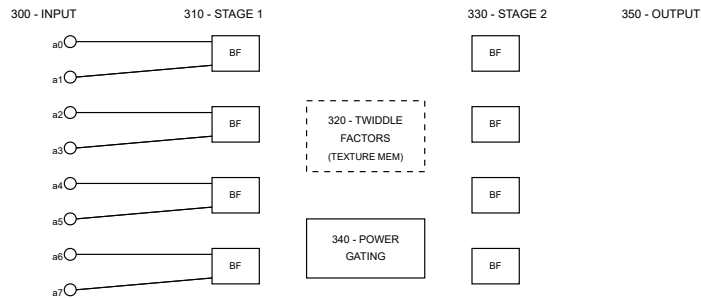 300 - INPUT
310 - STAGE 1
330 - STAGE 2
350 - OUTPUT
a0
BF
BF
a1
a2
BF
320 - TWIDDLE
FACTORS
(TEXTURE MEM)
BF
a3
a4
BF
BF
a5
340 - POWER
GATING
a6
BF
BF
a7